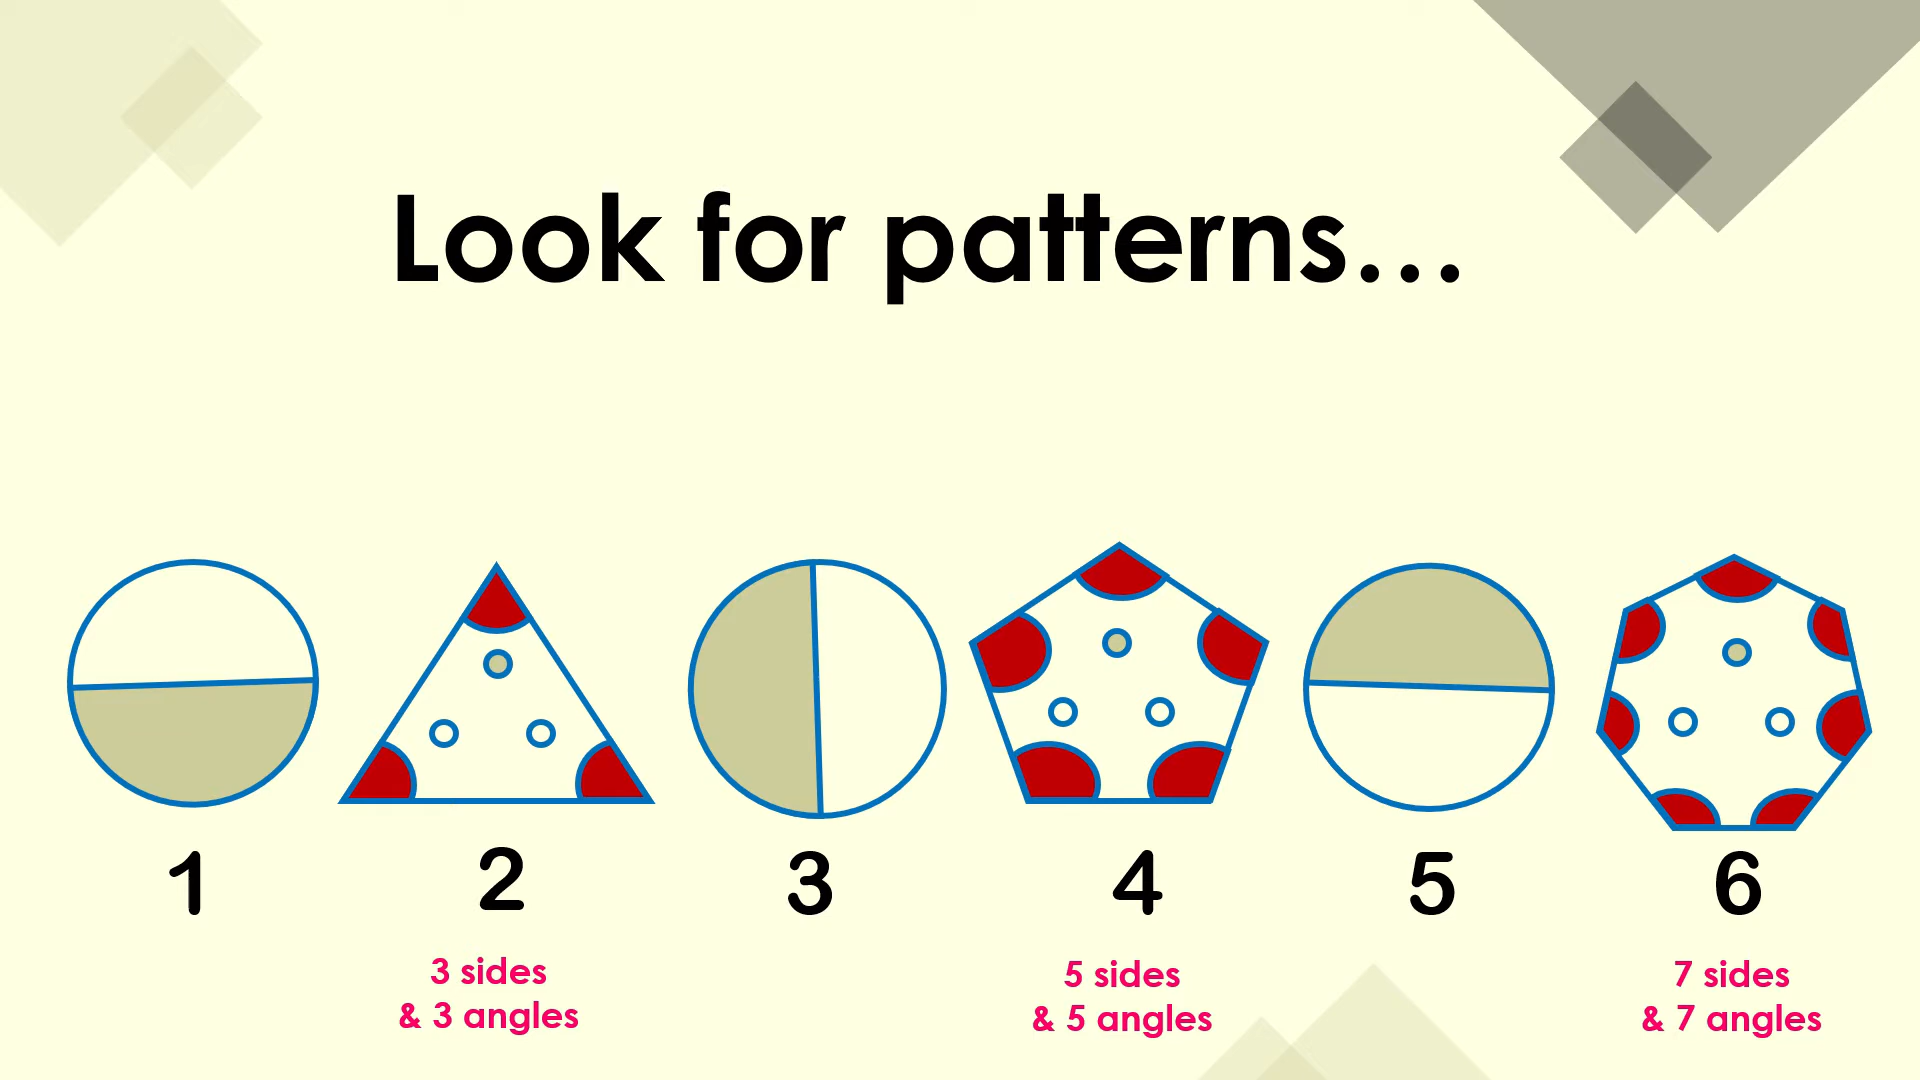 Look for patterns...
1 2 3 4 5 6
3 sides
& 3 angles
5 sides
& 5 angles
7 sides
& 7 angles